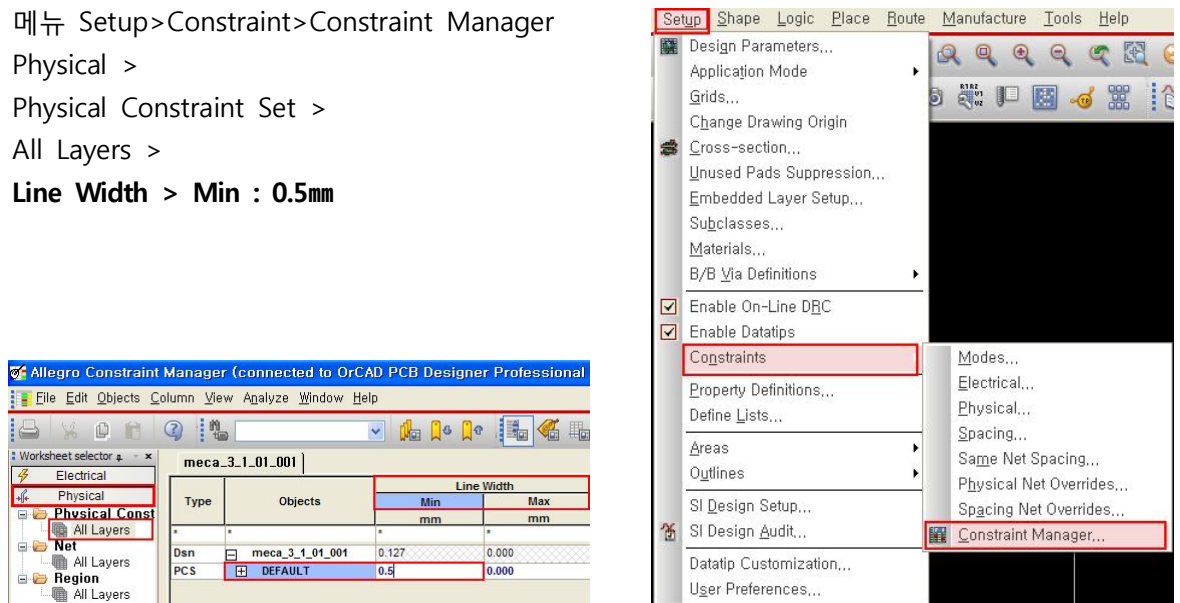 메뉴 Setup>Constraint>Constraint Manager
Physical >
Physical Constraint Set >
All Layers >
Line Width > Min : 0.5㎜
Setup Shape Logic Place Route Manufacture Tools Help
Design Parameters...
Application Mode
Grids...
Change Drawing Origin
Cross-section...
Unused Pads Suppression...
Embedded Layer Setup...
Subclasses...
Materials...
B/B Via Definitions
Enable On-Line DRC
Enable Datatips
Constraints
Property Definitions...
Define Lists...
Areas
Outlines
SI Design Setup...
SI Design Audit...
Datatip Customization...
User Preferences...
Modes...
Electrical...
Physical...
Spacing...
Same Net Spacing...
Physical Net Overrides...
Spacing Net Overrides...
Constraint Manager...
Allegro Constraint Manager (connected to OrCAD PCB Designer Professional
File Edit Objects Column View Analyze Window Help
Worksheet selector
Electrical
Physical
Physical Const
All Layers
Net
All Layers
Region
All Layers
meca_3_1_01_001
Type Objects Line Width
Min Max
mm mm
* * * *
Dsn meca_3_1_01_001 0.127 0.000
PCS DEFAULT 0.5 0.000